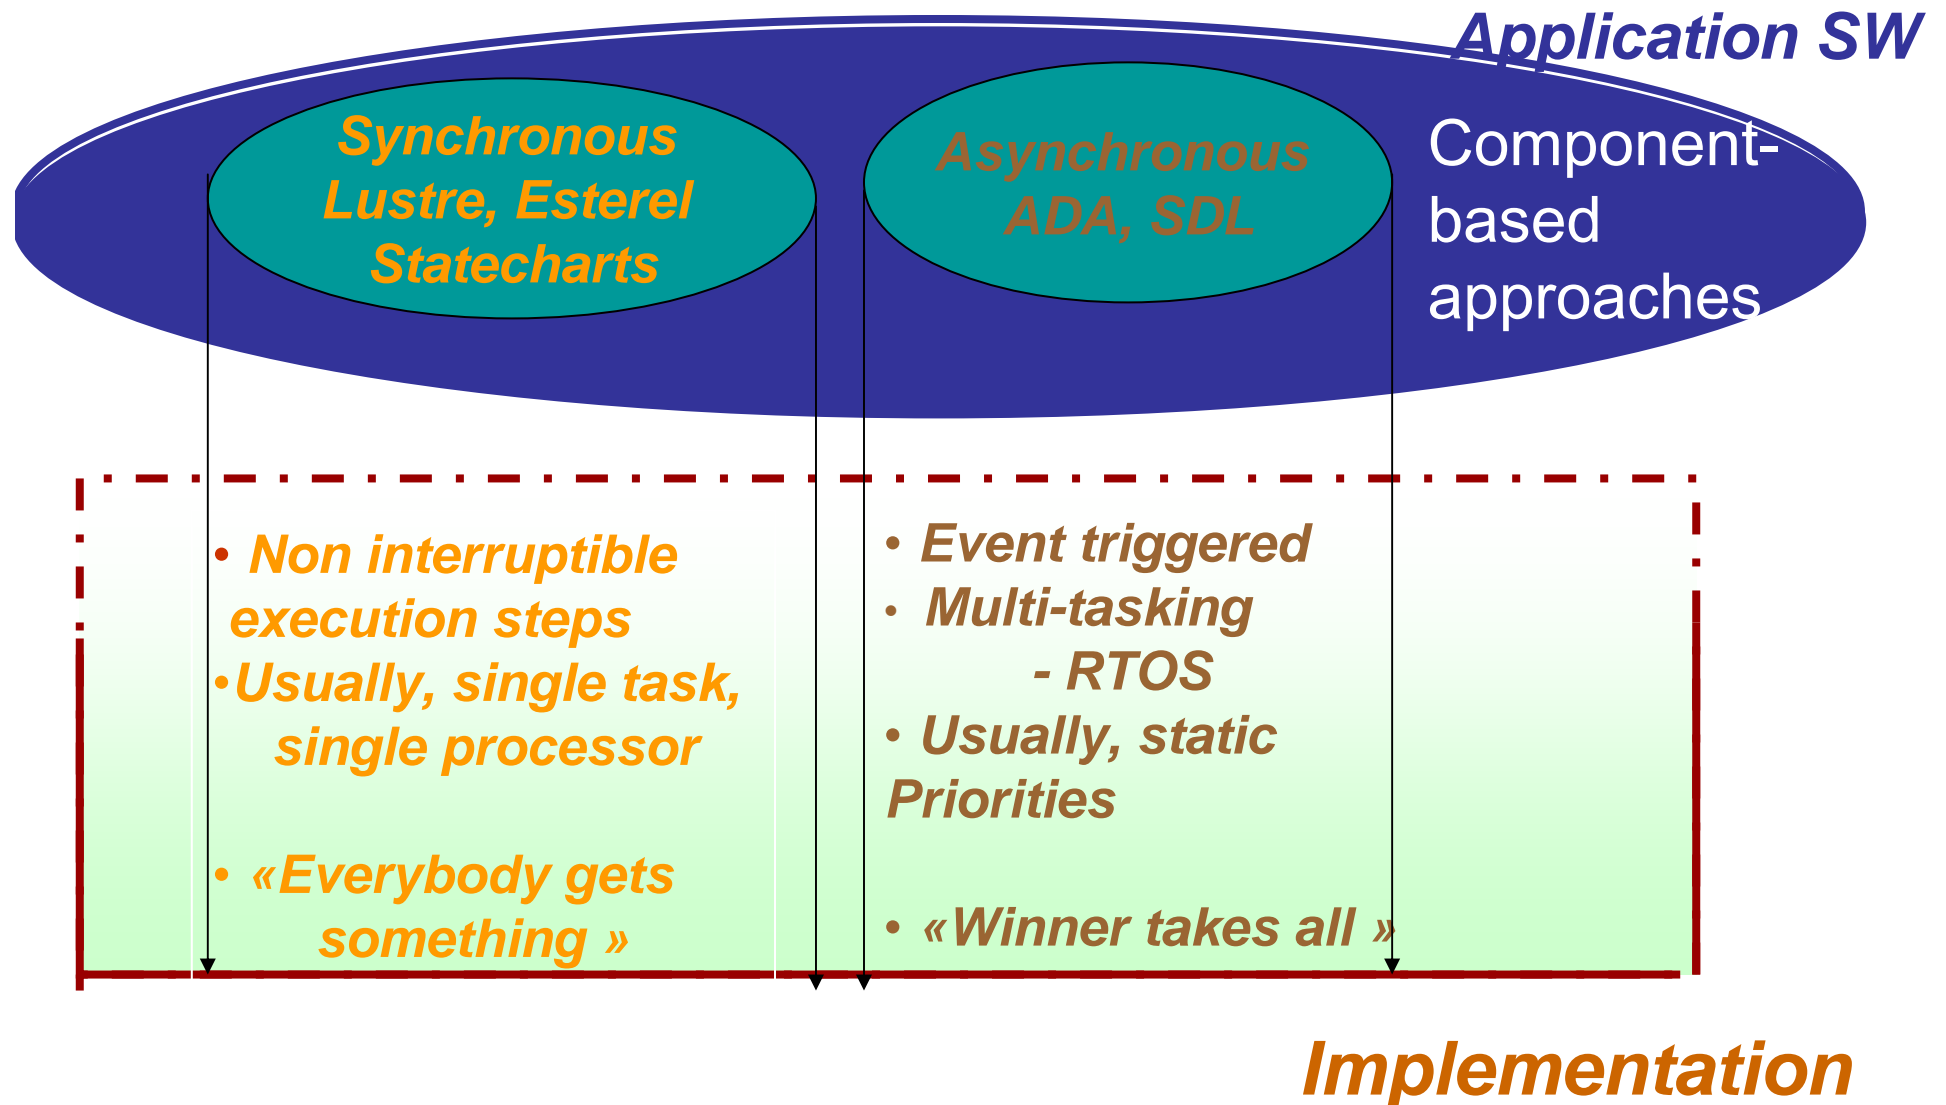 Application SW
Synchronous
Lustre, Esterel
Statecharts
Asynchronous
ADA, SDL
Component-
based
approaches
• Non interruptible
execution steps
•Usually, single task,
single processor
• «Everybody gets
something »
• Event triggered
• Multi-tasking
- RTOS
• Usually, static
Priorities
• «Winner takes all »
Implementation